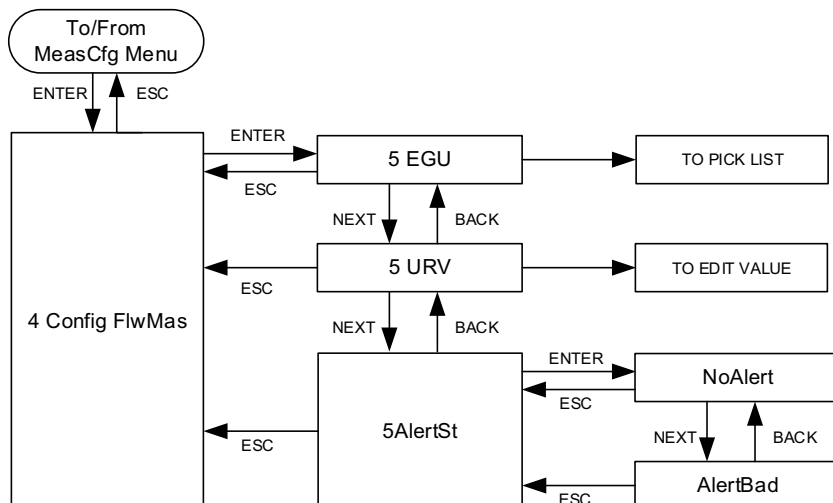 To/From
MeasCfg Menu
ENTER
ESC
ENTER
5 EGU
TO PICK LIST
ESC
NEXT
BACK
5 URV
TO EDIT VALUE
ESC
4 Config FlwMas
NEXT
BACK
ENTER
NoAlert
ESC
5AlertSt
NEXT
BACK
ESC
AlertBad
ESC